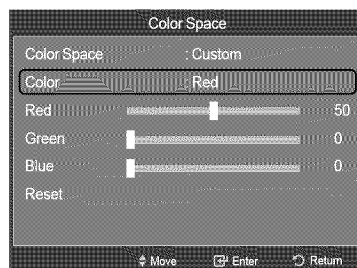 Color Space
Color Space : Custom
Color : Red
Red 50
Green 0
Blue 0
Reset
Move Enter Return